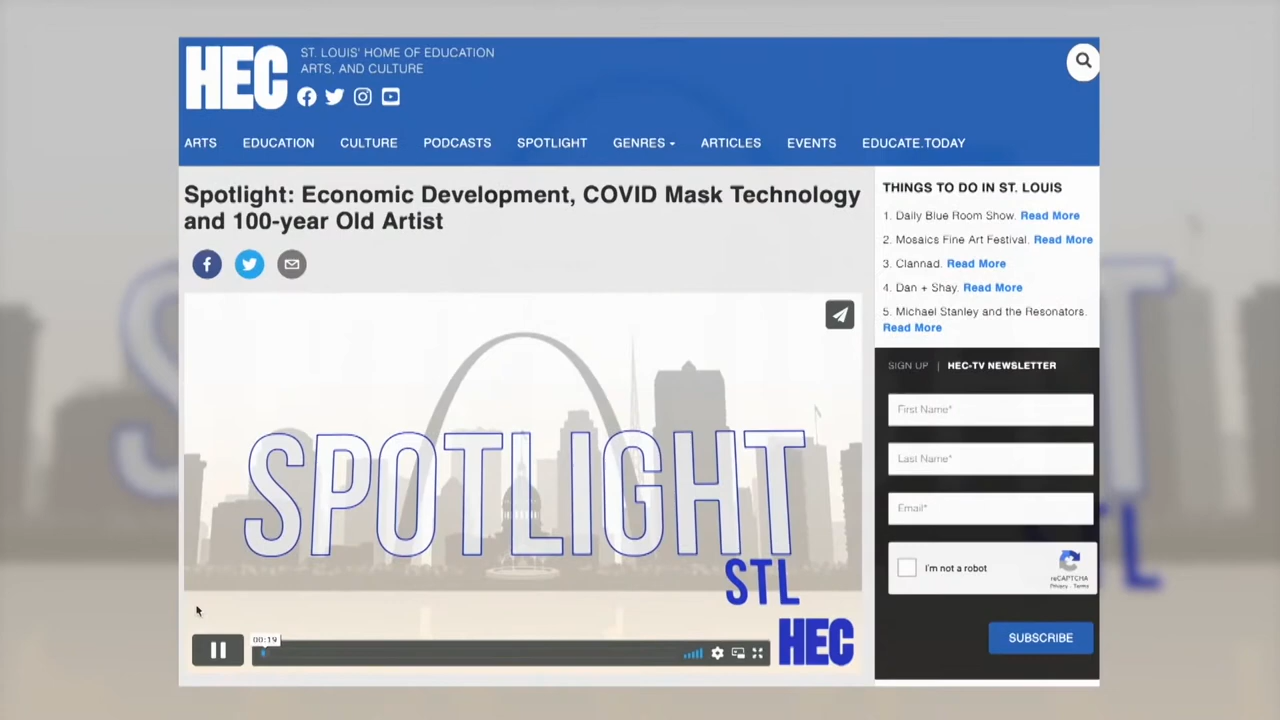 HEC
ST. LOUIS' HOME OF EDUCATION
ARTS, AND CULTURE
ARTS EDUCATION CULTURE PODCASTS SPOTLIGHT GENRES ARTICLES EVENTS EDUCATE.TODAY
Spotlight: Economic Development, COVID Mask Technology
and 100-year Old Artist
SPOTLIGHT
STL
HEC
00:19
THINGS TO DO IN ST. LOUIS
1. Daily Blue Room Show. Read More
2. Mosaics Fine Art Festival. Read More
3. Clannad. Read More
4. Dan + Shay. Read More
5. Michael Stanley and the Resonators.
Read More
SIGN UP | HEC-TV NEWSLETTER
First Name*
Last Name*
Email*
I'm not a robot
reCAPTCHA
Privacy - Terms
SUBSCRIBE